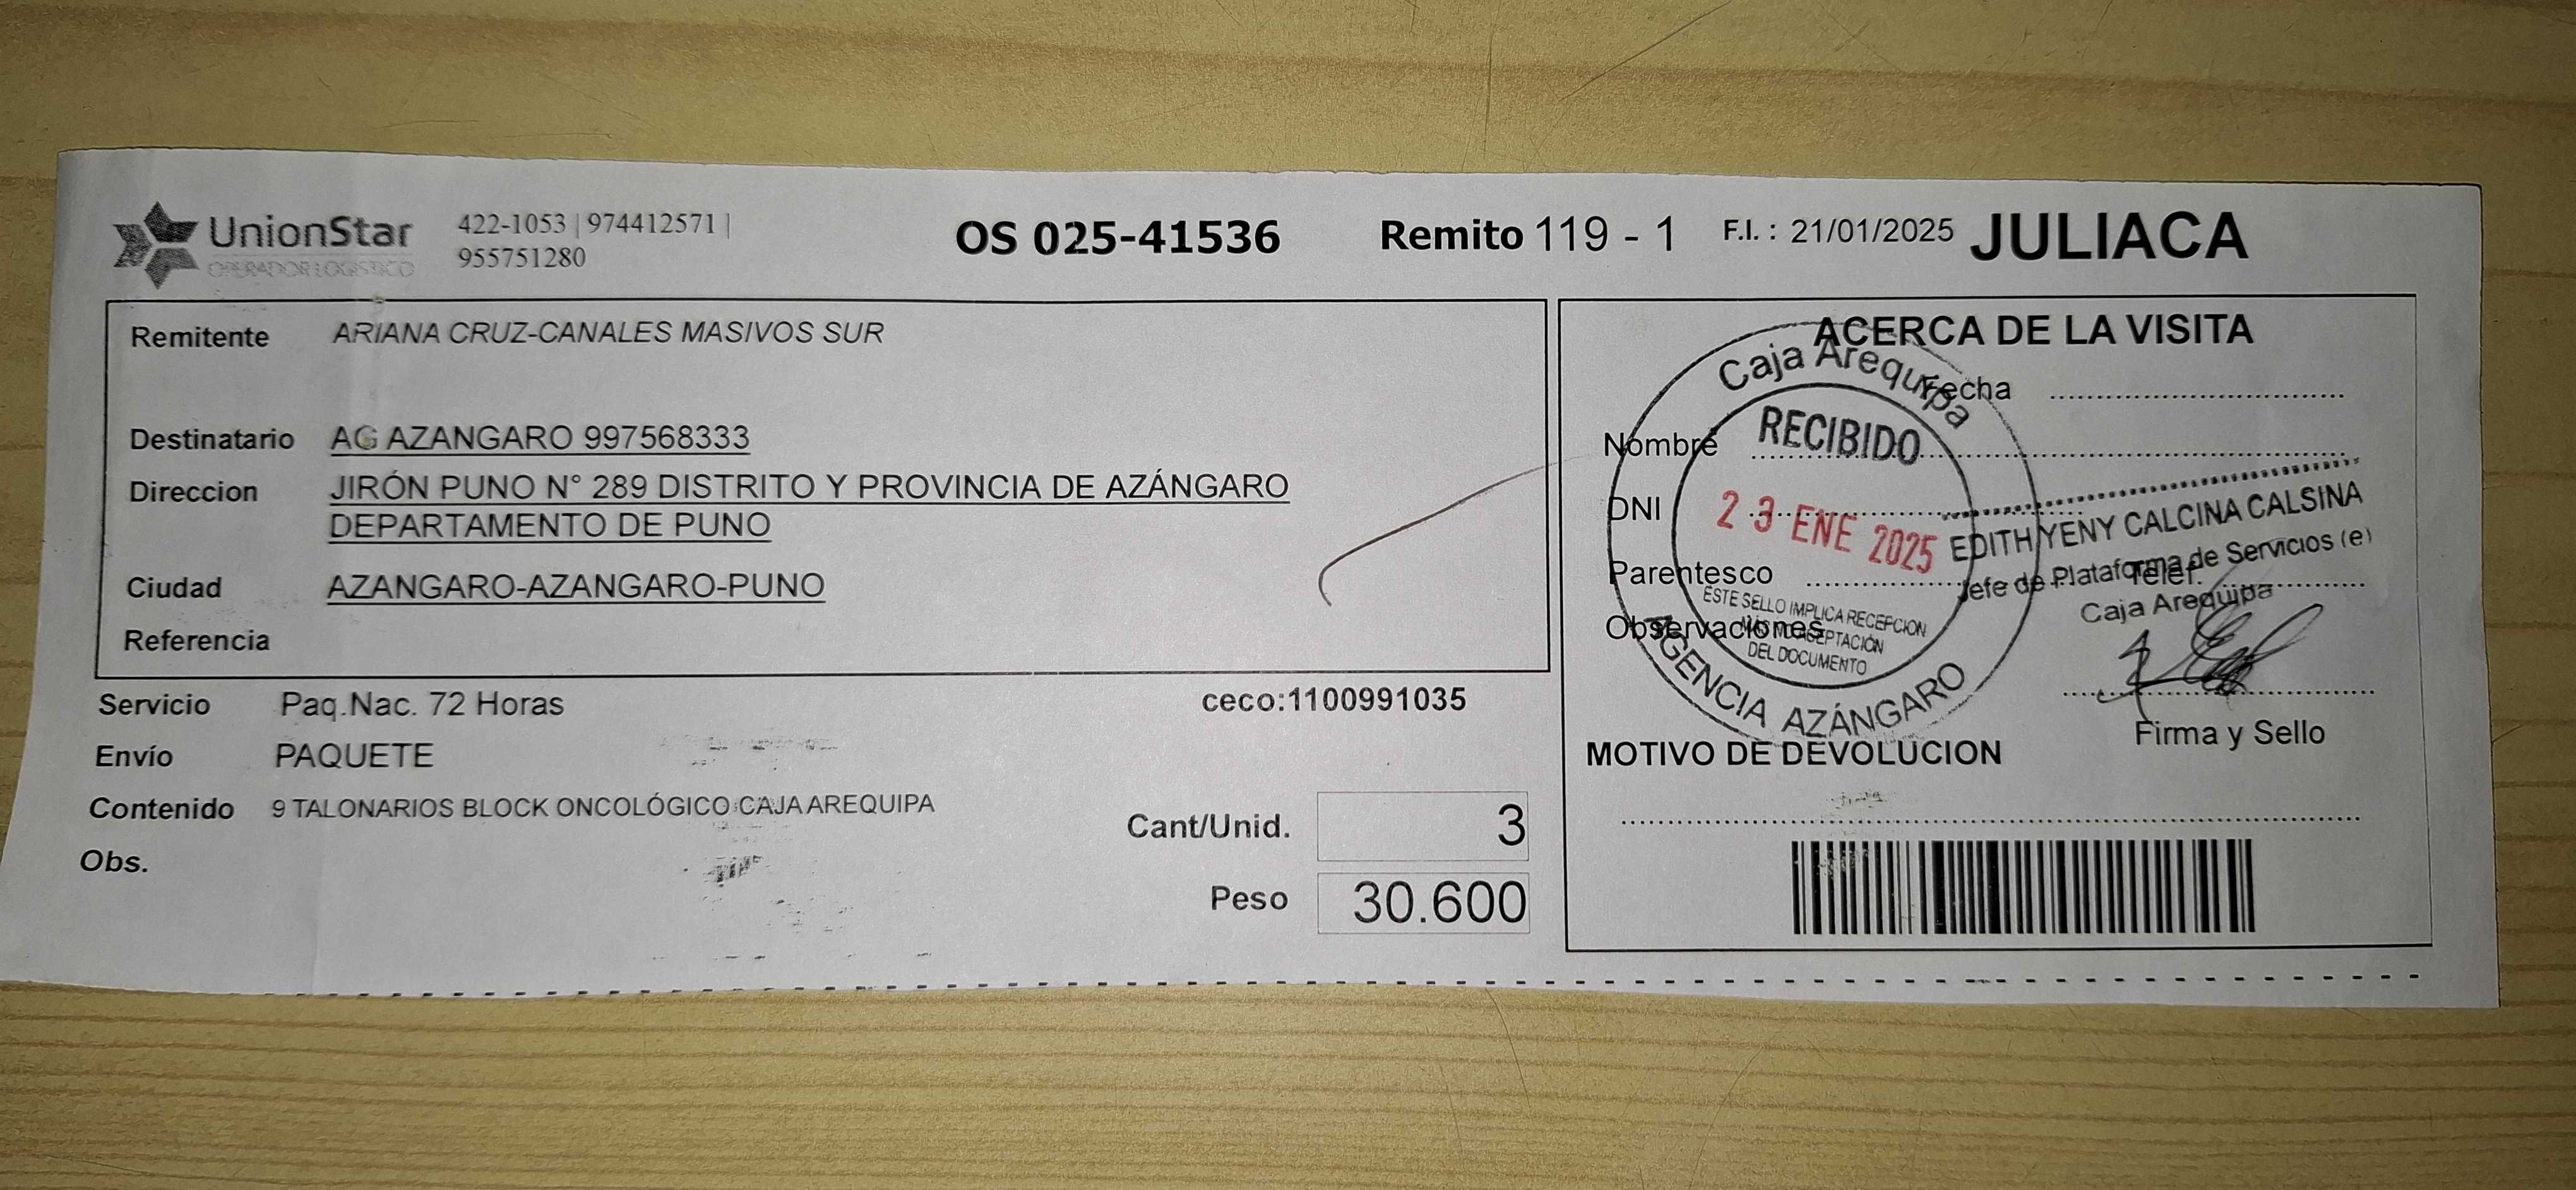 UnionStar
OPERADOR LOGISTICO
422-1053 | 974412571 |
955751280
OS 025-41536
Remito 119 - 1
F.I. : 21/01/2025
JULIACA
Remitente ARIANA CRUZ-CANALES MASIVOS SUR
Destinatario AG AZANGARO 997568333
Direccion JIRÓN PUNO N° 289 DISTRITO Y PROVINCIA DE AZÁNGARO
DEPARTAMENTO DE PUNO
Ciudad AZANGARO-AZANGARO-PUNO
Referencia
Servicio Paq.Nac. 72 Horas
ceco:1100991035
Envío PAQUETE
Contenido 9 TALONARIOS BLOCK ONCOLÓGICO CAJA AREQUIPA
Obs.
Cant/Unid. 3
Peso 30.600
ACERCA DE LA VISITA
Fecha
Nombre
DNI
Parentesco
Telef.
Observaciones
Caja Arequipa
RECIBIDO
23 ENE 2025
ESTE SELLO IMPLICA RECEPCION
MAS NO ACEPTACIÓN
DEL DOCUMENTO
AGENCIA AZÁNGARO
EDITH YENY CALCINA CALSINA
Jefe de Plataforma de Servicios (e)
Caja Arequipa
Firma y Sello
MOTIVO DE DEVOLUCION